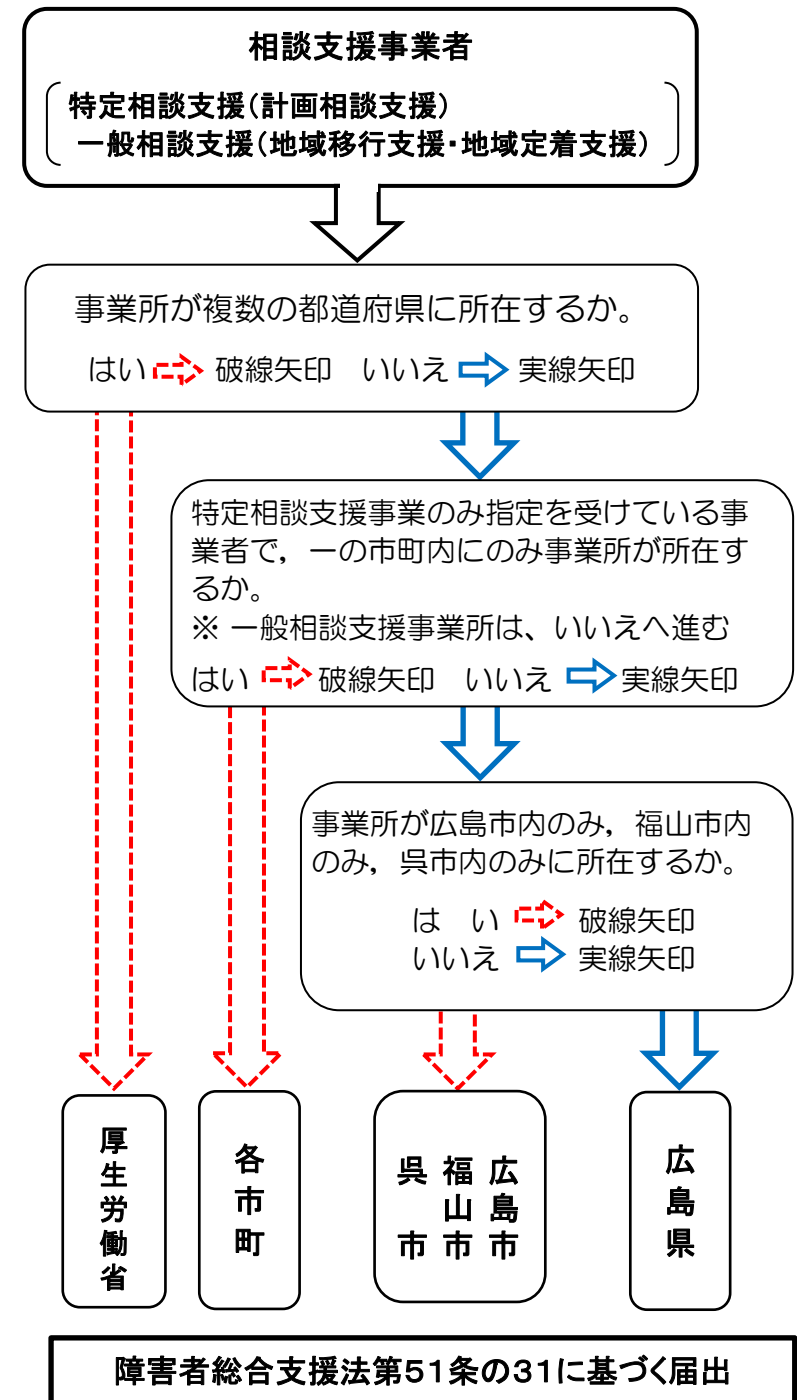 相談支援事業者
特定相談支援(計画相談支援)
一般相談支援(地域移行支援・地域定着支援)
事業所が複数の都道府県に所在するか。
はい 破線矢印 いいえ 実線矢印
特定相談支援事業のみ指定を受けている事
業者で，一の市町内にのみ事業所が所在す
るか。
※ 一般相談支援事業所は、いいえへ進む
はい 破線矢印 いいえ 実線矢印
事業所が広島市内のみ，福山市内
のみ，呉市内のみに所在するか。
は い 破線矢印
いいえ 実線矢印
厚生労働省
各市町
広島市
福山市
呉市
広島県
障害者総合支援法第５１条の３１に基づく届出